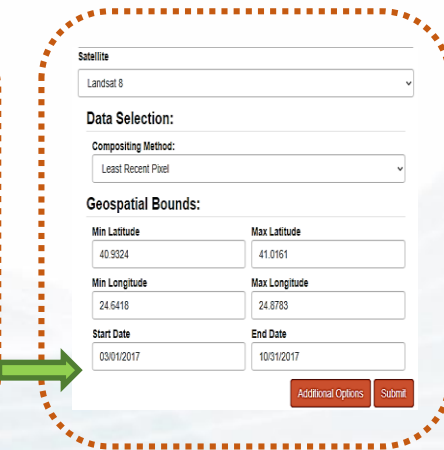 Satellite
Landsat 8
Data Selection:
Compositing Method:
Least Recent Pixel
Geospatial Bounds:
Min Latitude Max Latitude
40.9324 41.0161
Min Longitude Max Longitude
24.6418 24.8783
Start Date End Date
03/01/2017 10/31/2017
Additional Options Submit